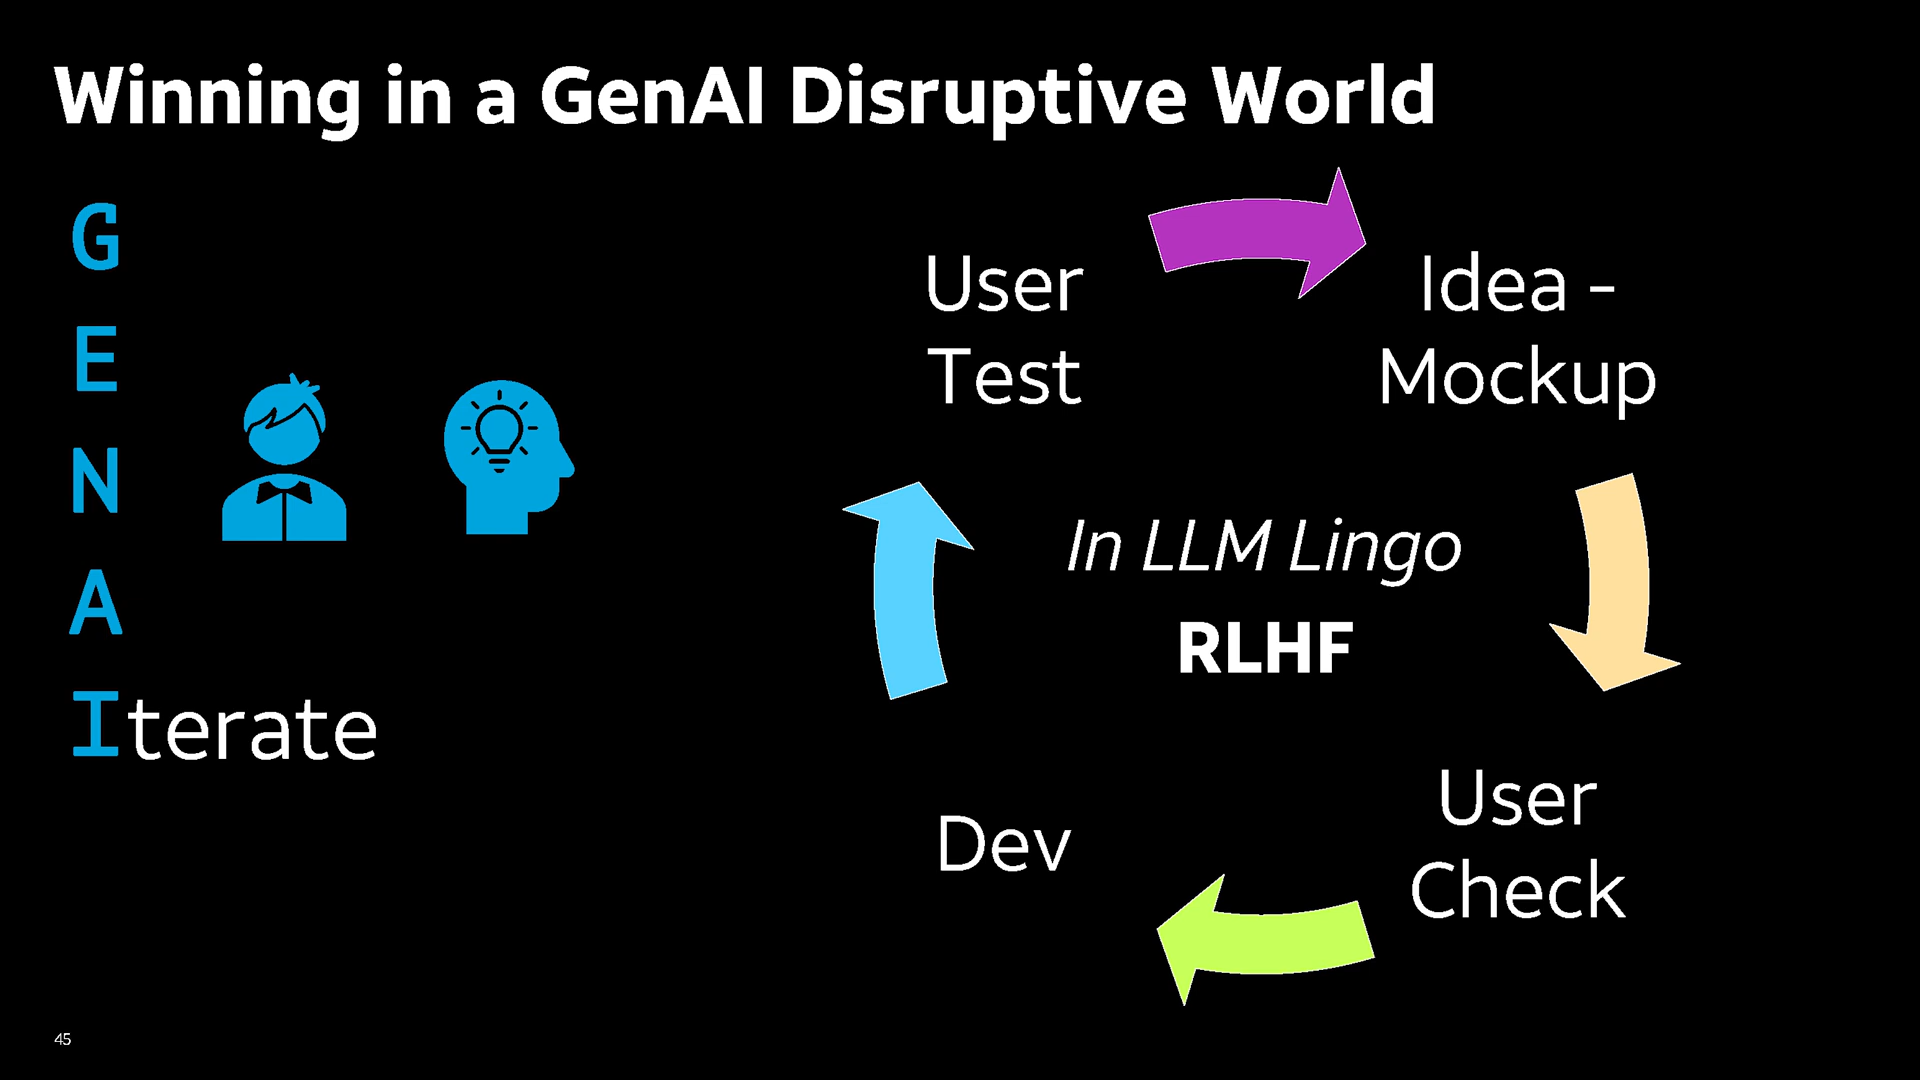 Winning in a GenAI Disruptive World
G
E
N
A
Iterate
User
Test
Idea -
Mockup
In LLM Lingo
RLHF
Dev
User
Check
45